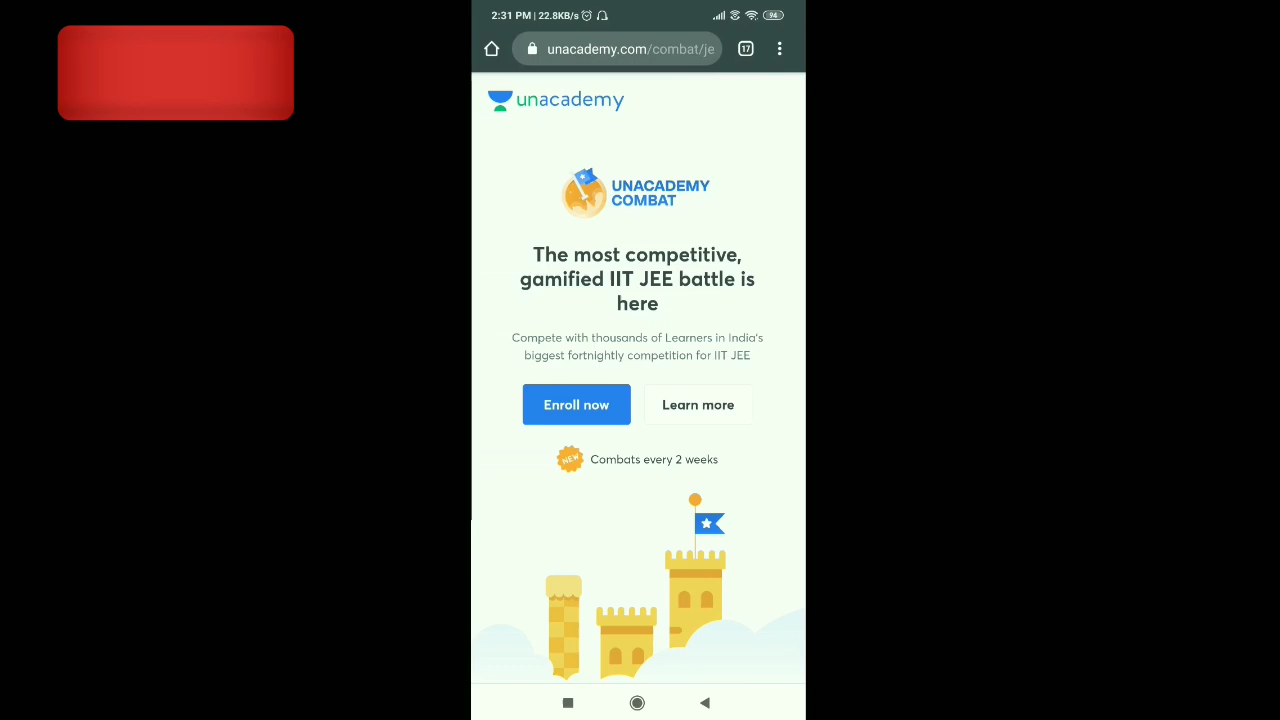 2:31 PM | 22.8KB/s
94
unacademy.com/combat/je
17
unacademy
UNACADEMY
COMBAT
The most competitive,
gamified IIT JEE battle is
here
Compete with thousands of Learners in India's
biggest fortnightly competition for IIT JEE
Enroll now
Learn more
NEW
Combats every 2 weeks